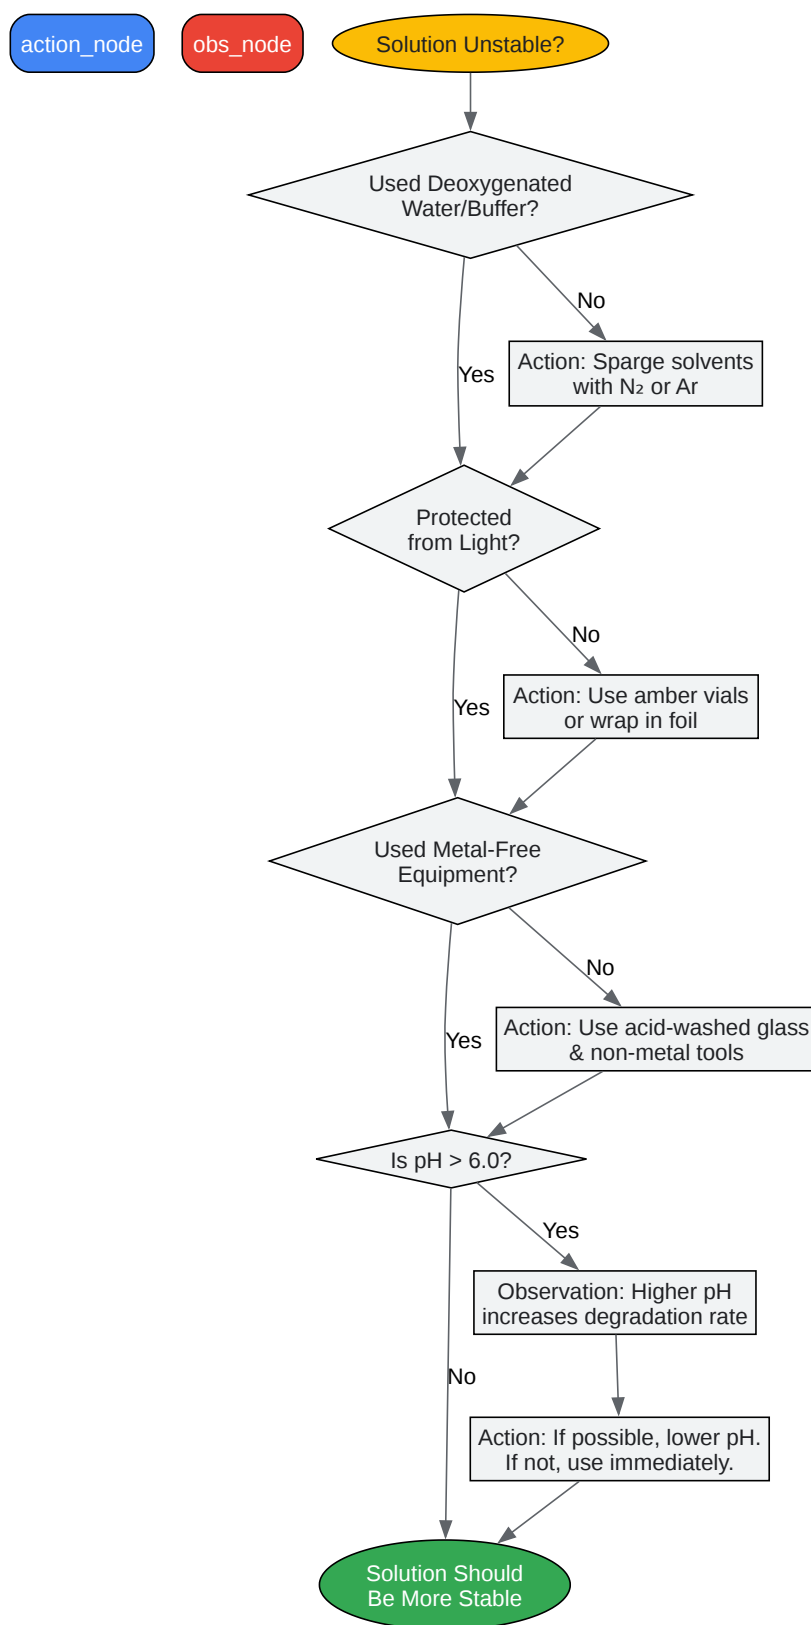 action_node
obs_node
Solution Unstable?
Used Deoxygenated
Water/Buffer?
No
Yes
Action: Sparge solvents
with N₂ or Ar
Protected
from Light?
No
Yes
Action: Use amber vials
or wrap in foil
Used Metal-Free
Equipment?
No
Yes
Action: Use acid-washed glass
& non-metal tools
Is pH > 6.0?
Yes
Observation: Higher pH
increases degradation rate
No
Action: If possible, lower pH.
If not, use immediately.
Solution Should
Be More Stable